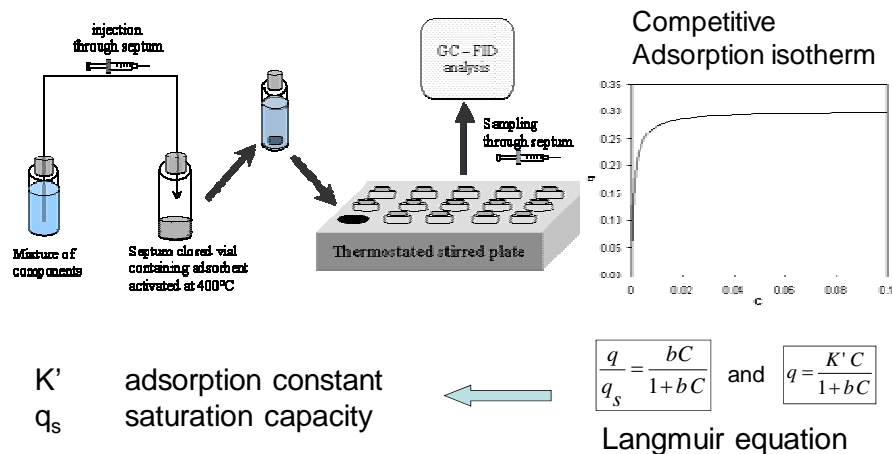 injection
through septum
Mixture of
components
Septum closed vial
containing adsorbent
activated at 400°C
GC – FID
analysis
Sampling
through septum
Thermostated stirred plate
Competitive
Adsorption isotherm
0.35
0.30
0.25
0.20
0.15
0.10
0.05
0.00
q
0
0.02
0.04
0.06
0.08
0.1
C
K’ adsorption constant
qs saturation capacity
q/qs = bC/(1+bC) and q = K'C/(1+bC)
Langmuir equation